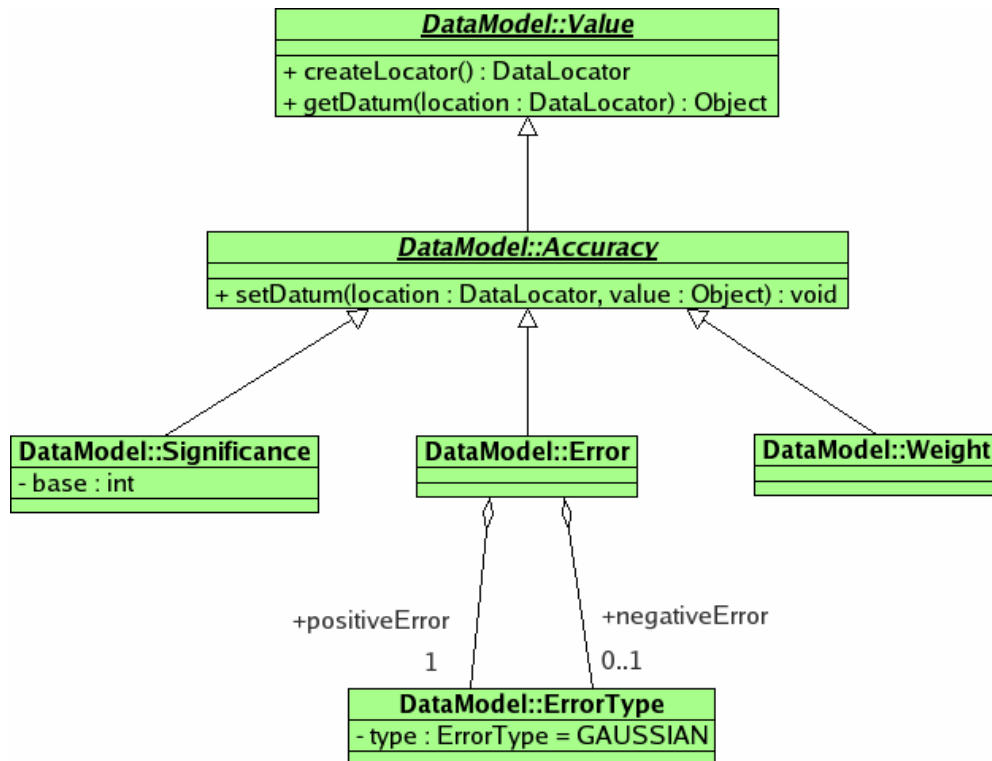 DataModel::Value
+ createLocator() : DataLocator
+ getDatum(location : DataLocator) : Object
DataModel::Accuracy
+ setDatum(location : DataLocator, value : Object) : void
DataModel::Significance
- base : int
DataModel::Error
DataModel::Weight
+positiveError
1
+negativeError
0..1
DataModel::ErrorType
- type : ErrorType = GAUSSIAN